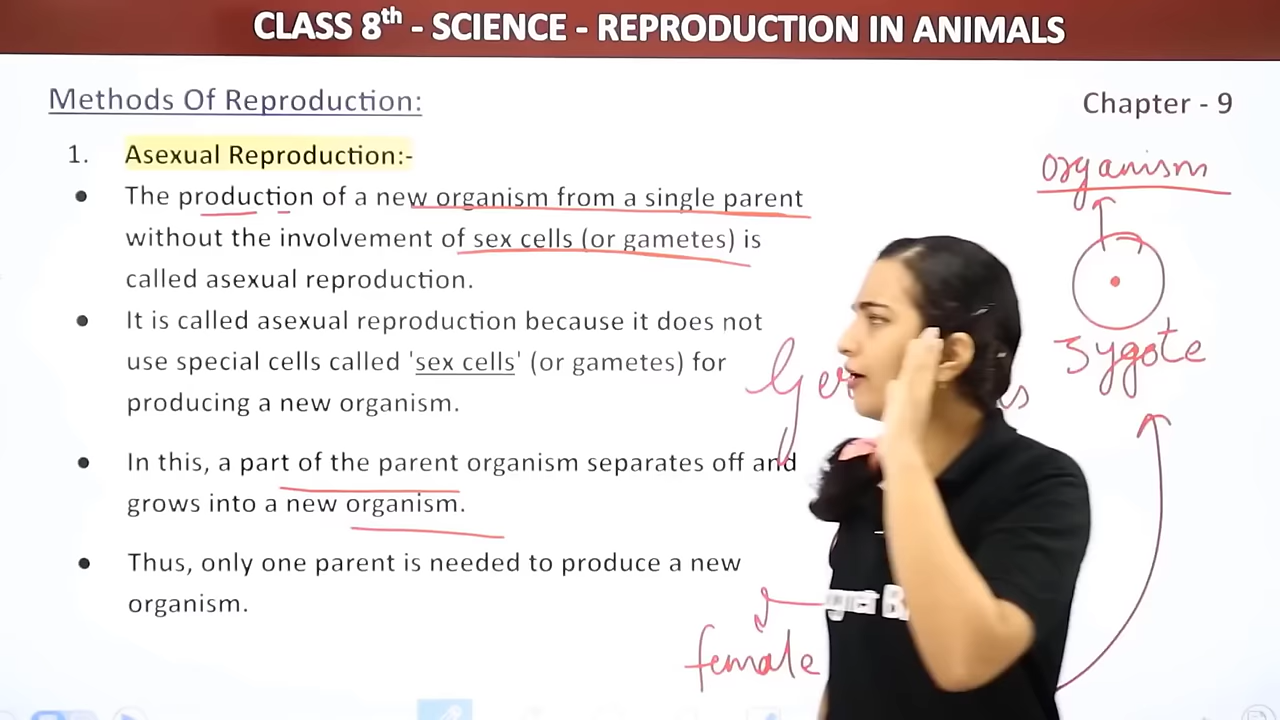 CLASS 8th - SCIENCE - REPRODUCTION IN ANIMALS
Methods Of Reproduction:
Chapter - 9
1. Asexual Reproduction:-
● The production of a new organism from a single parent
without the involvement of sex cells (or gametes) is
called asexual reproduction.
● It is called asexual reproduction because it does not
use special cells called 'sex cells' (or gametes) for
producing a new organism.
● In this, a part of the parent organism separates off and
grows into a new organism.
● Thus, only one parent is needed to produce a new
organism.
organism
zygote
female